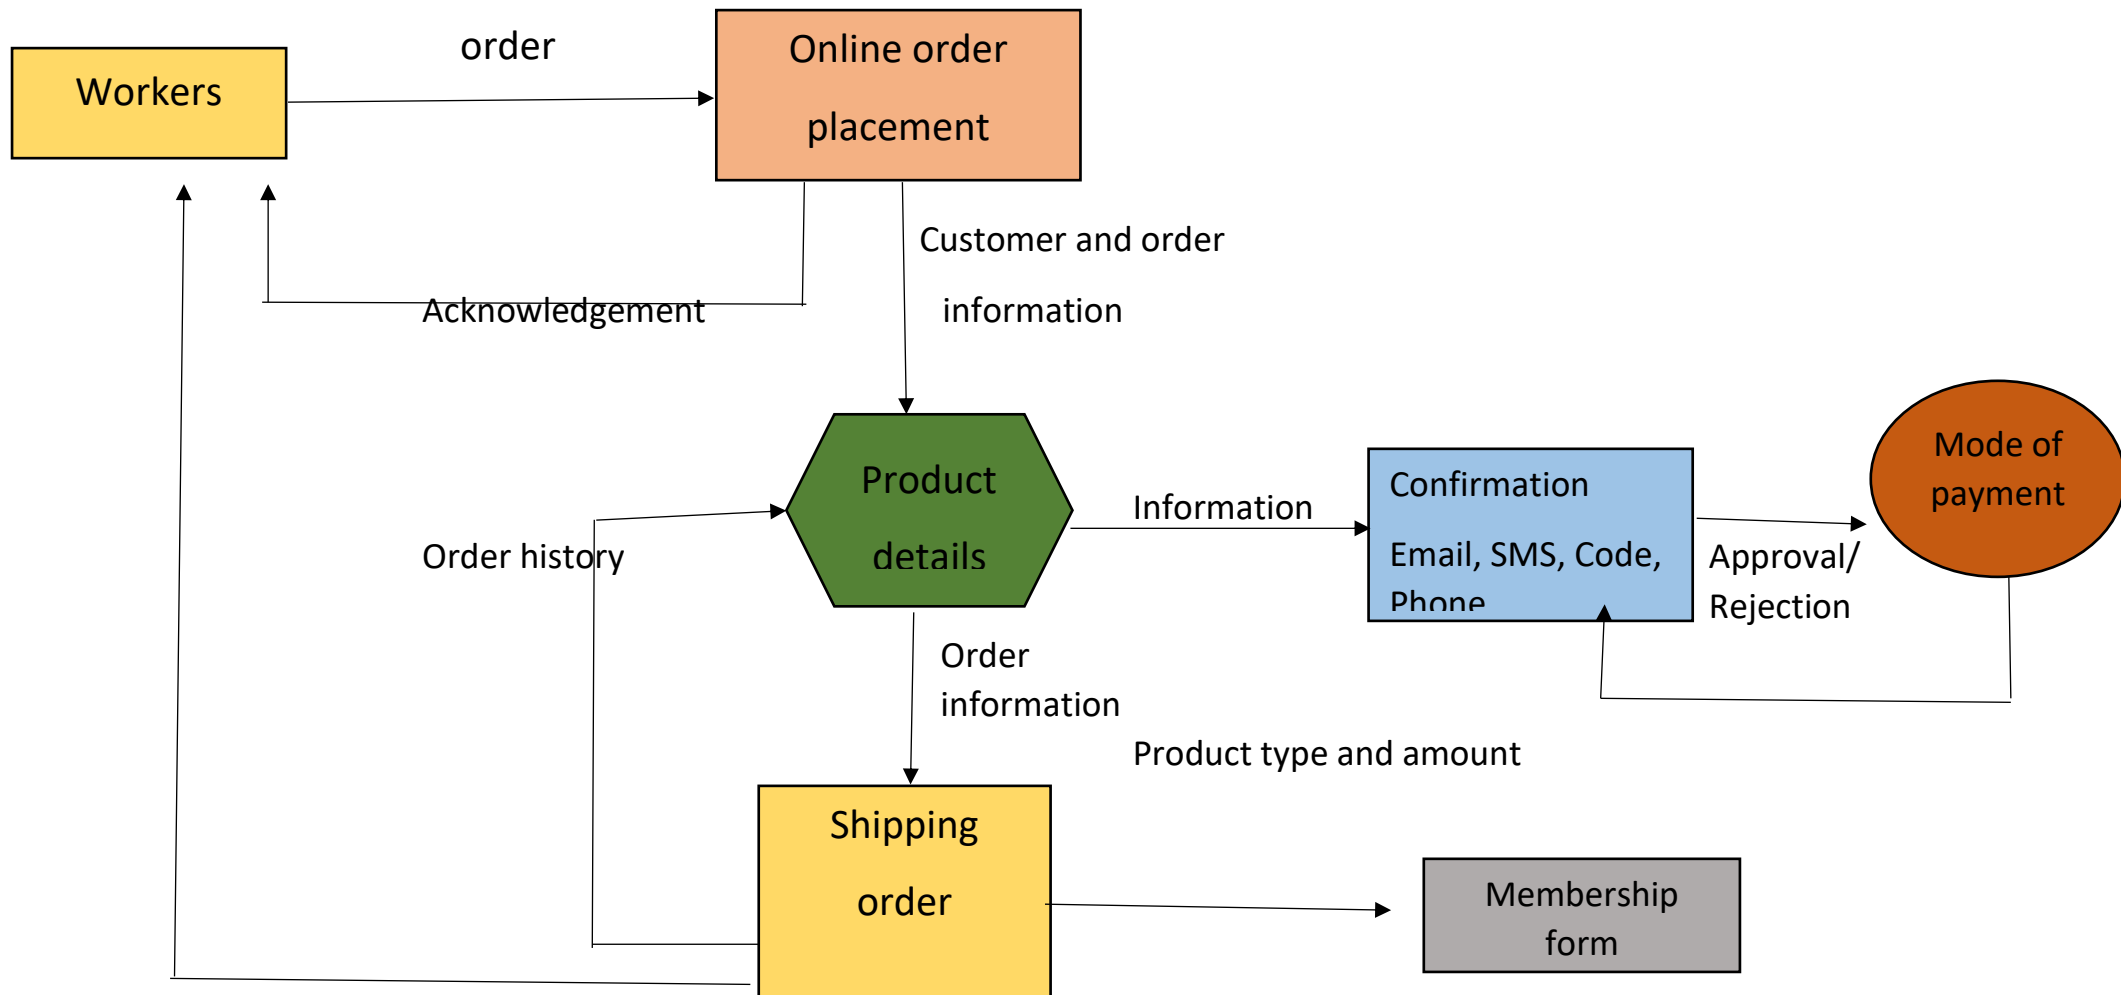 order
Workers
Online order
placement
Customer and order
information
Acknowledgement
Product
details
Information
Confirmation
Email, SMS, Code,
Phone
Approval/
Rejection
Mode of
payment
Order history
Order
information
Product type and amount
Shipping
order
Membership
form